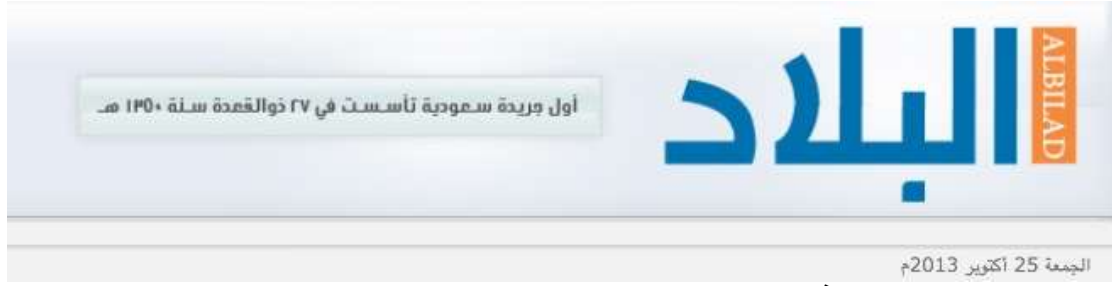 البلاد
ALBILAD
أول جريدة سعودية تأسست في ٢٧ ذوالقعدة سنة ١٣٥٠ هـ
الجمعة 25 أكتوبر 2013م